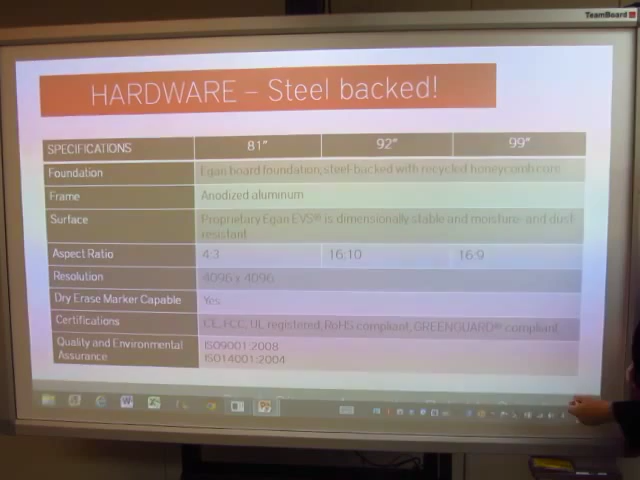 TeamBoard
HARDWARE – Steel backed!
SPECIFICATIONS 81" 92" 99"
Foundation Egan board foundation, steel-backed with recycled honeycomb core
Frame Anodized aluminum
Surface Proprietary Egan EVS® is dimensionally stable and moisture- and dust-
resistant
Aspect Ratio 4:3 16:10 16:9
Resolution 4096 x 4096
Dry Erase Marker Capable Yes
Certifications CE, FCC, UL registered, RoHS compliant, GREENGUARD® compliant
Quality and Environmental ISO9001:2008
Assurance ISO14001:2004